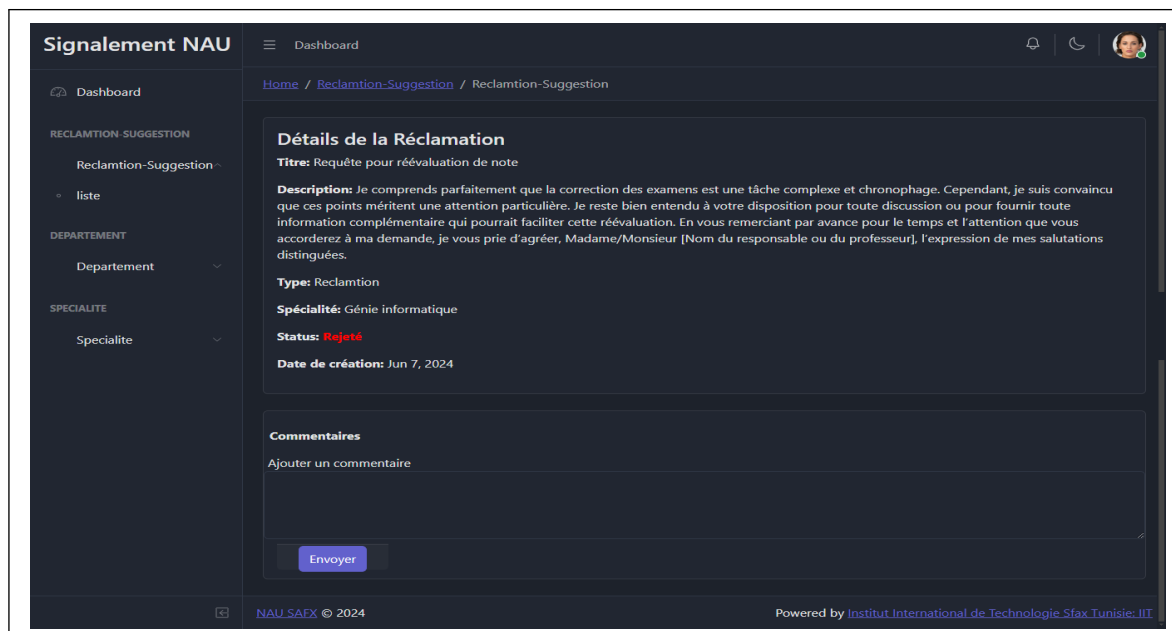 Signalement NAU
Dashboard
Home / Reclamtion-Suggestion / Reclamtion-Suggestion
Dashboard
RECLAMTION-SUGGESTION
Reclamtion-Suggestion
liste
DEPARTEMENT
Departement
SPECIALITE
Specialite
Détails de la Réclamation
Titre: Requête pour réévaluation de note
Description: Je comprends parfaitement que la correction des examens est une tâche complexe et chronophage. Cependant, je suis convaincu
que ces points méritent une attention particulière. Je reste bien entendu à votre disposition pour toute discussion ou pour fournir toute
information complémentaire qui pourrait faciliter cette réévaluation. En vous remerciant par avance pour le temps et l'attention que vous
accorderez à ma demande, je vous prie d'agréer, Madame/Monsieur [Nom du responsable ou du professeur], l'expression de mes salutations
distinguées.
Type: Reclamtion
Spécialité: Génie informatique
Status: Rejeté
Date de création: Jun 7, 2024
Commentaires
Ajouter un commentaire
Envoyer
NAU SAFX © 2024
Powered by Institut International de Technologie Sfax Tunisie: IIT